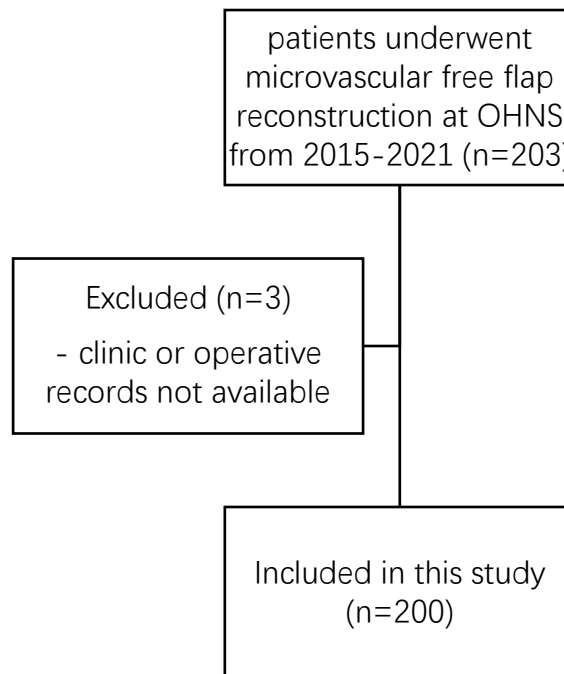 patients underwent
microvascular free flap
reconstruction at OHNS
from 2015-2021 (n=203)
Excluded (n=3)
- clinic or operative
records not available
Included in this study
(n=200)